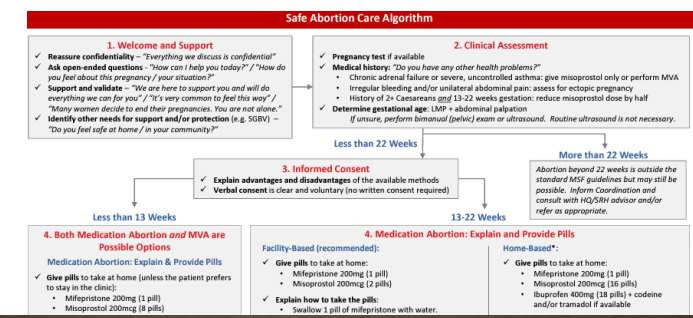 Safe Abortion Care Algorithm
1. Welcome and Support
✓ Reassure confidentiality – "Everything we discuss is confidential"
✓ Ask open-ended questions - "How can I help you today?" / "How do
you feel about this pregnancy / your situation?"
✓ Support and validate – "We are here to support you and will do
everything we can for you" / "It's very common to feel this way" /
"Many women decide to end their pregnancies. You are not alone."
✓ Identify other needs for support and/or protection (e.g. SGBV) –
"Do you feel safe at home / in your community?"
2. Clinical Assessment
✓ Pregnancy test if available
✓ Medical history: "Do you have any other health problems?"
• Chronic adrenal failure or severe, uncontrolled asthma: give misoprostol only or perform MVA
• Irregular bleeding and/or unilateral abdominal pain: assess for ectopic pregnancy
• History of 2+ Caesareans and 13-22 weeks gestation: reduce misoprostol dose by half
✓ Determine gestational age: LMP + abdominal palpation
If unsure, perform bimanual (pelvic) exam or ultrasound. Routine ultrasound is not necessary.
Less than 22 Weeks
More than 22 Weeks
Abortion beyond 22 weeks is outside the
standard MSF guidelines but may still be
possible. Inform Coordination and
consult with HQ/SRH advisor and/or
refer as appropriate.
3. Informed Consent
✓ Explain advantages and disadvantages of the available methods
✓ Verbal consent is clear and voluntary (no written consent required)
Less than 13 Weeks
13-22 Weeks
4. Both Medication Abortion and MVA are
Possible Options
Medication Abortion: Explain & Provide Pills
✓ Give pills to take at home (unless the patient prefers
to stay in the clinic):
• Mifepristone 200mg (1 pill)
• Misoprostol 200mcg (8 pills)
4. Medication Abortion: Explain and Provide Pills
Facility-Based (recommended):
✓ Give pills to take at home:
• Mifepristone 200mg (1 pill)
• Misoprostol 200mcg (2 pills)
✓ Explain how to take the pills:
• Swallow 1 pill of mifepristone with water.
Home-Based*:
✓ Give pills to take at home:
• Mifepristone 200mg (1 pill)
• Misoprostol 200mcg (16 pills)
• Ibuprofen 400mg (18 pills) + codeine
and/or tramadol if available